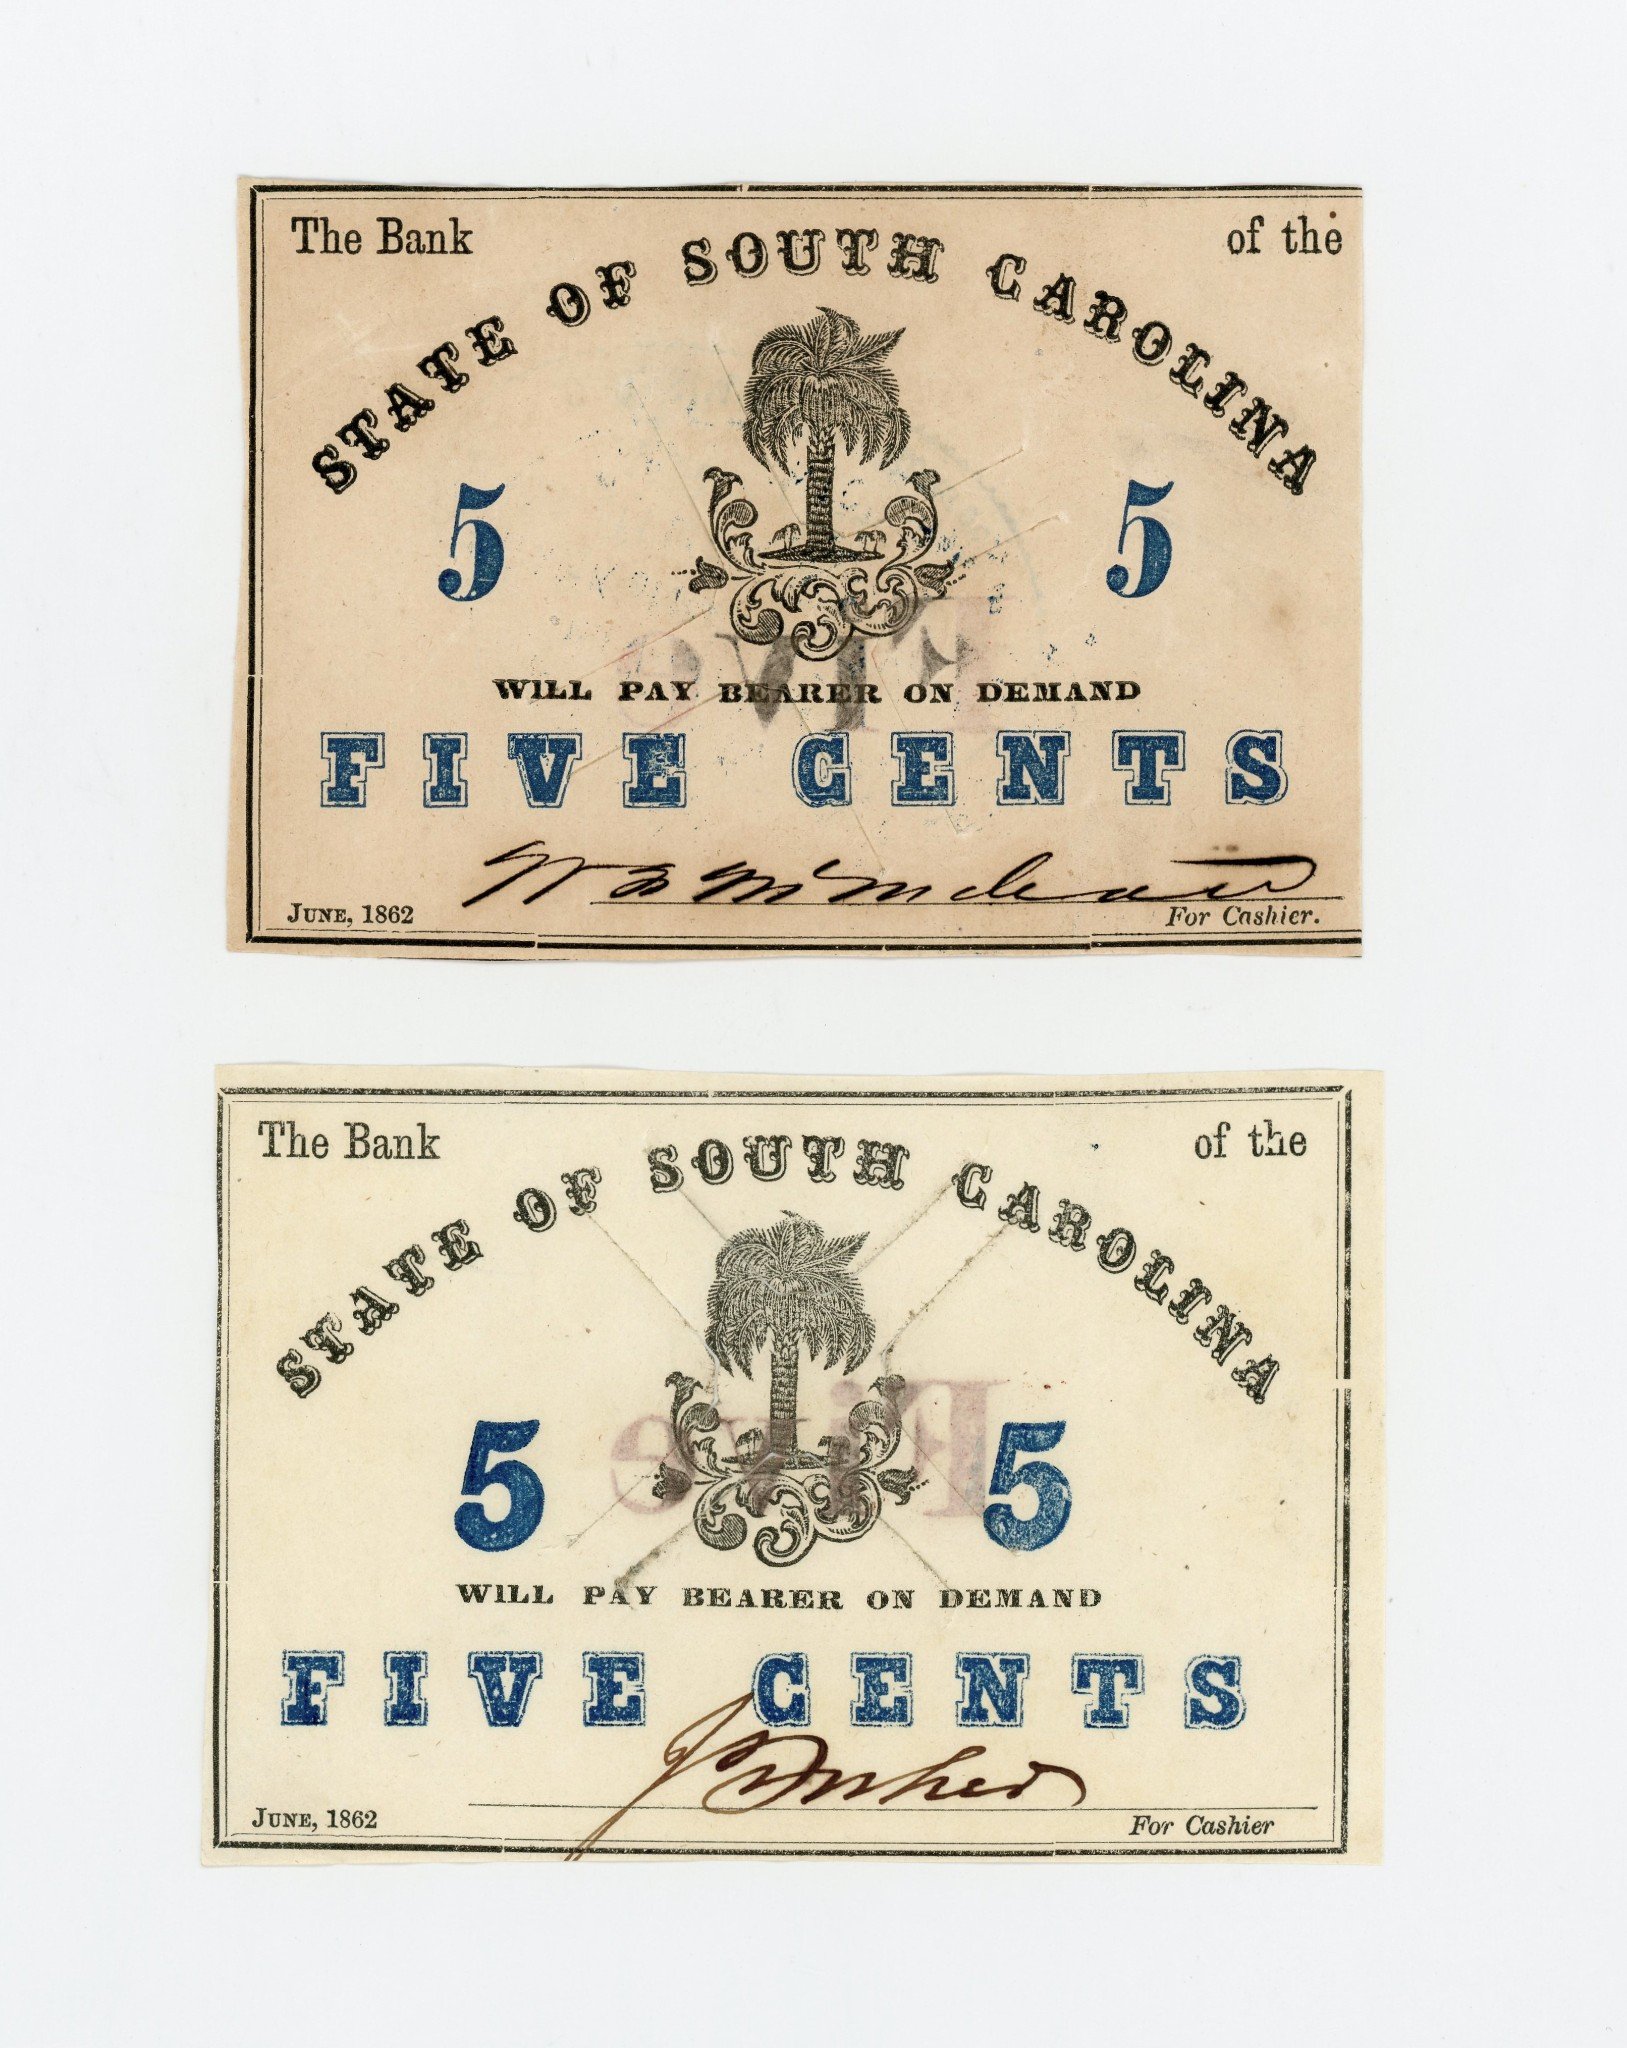 The Bank of the
STATE OF SOUTH CAROLINA
5 5
WILL PAY BEARER ON DEMAND
FIVE CENTS
JUNE, 1862 For Cashier.
The Bank of the
STATE OF SOUTH CAROLINA
5 5
Five
WILL PAY BEARER ON DEMAND
FIVE CENTS
JUNE, 1862 For Cashier